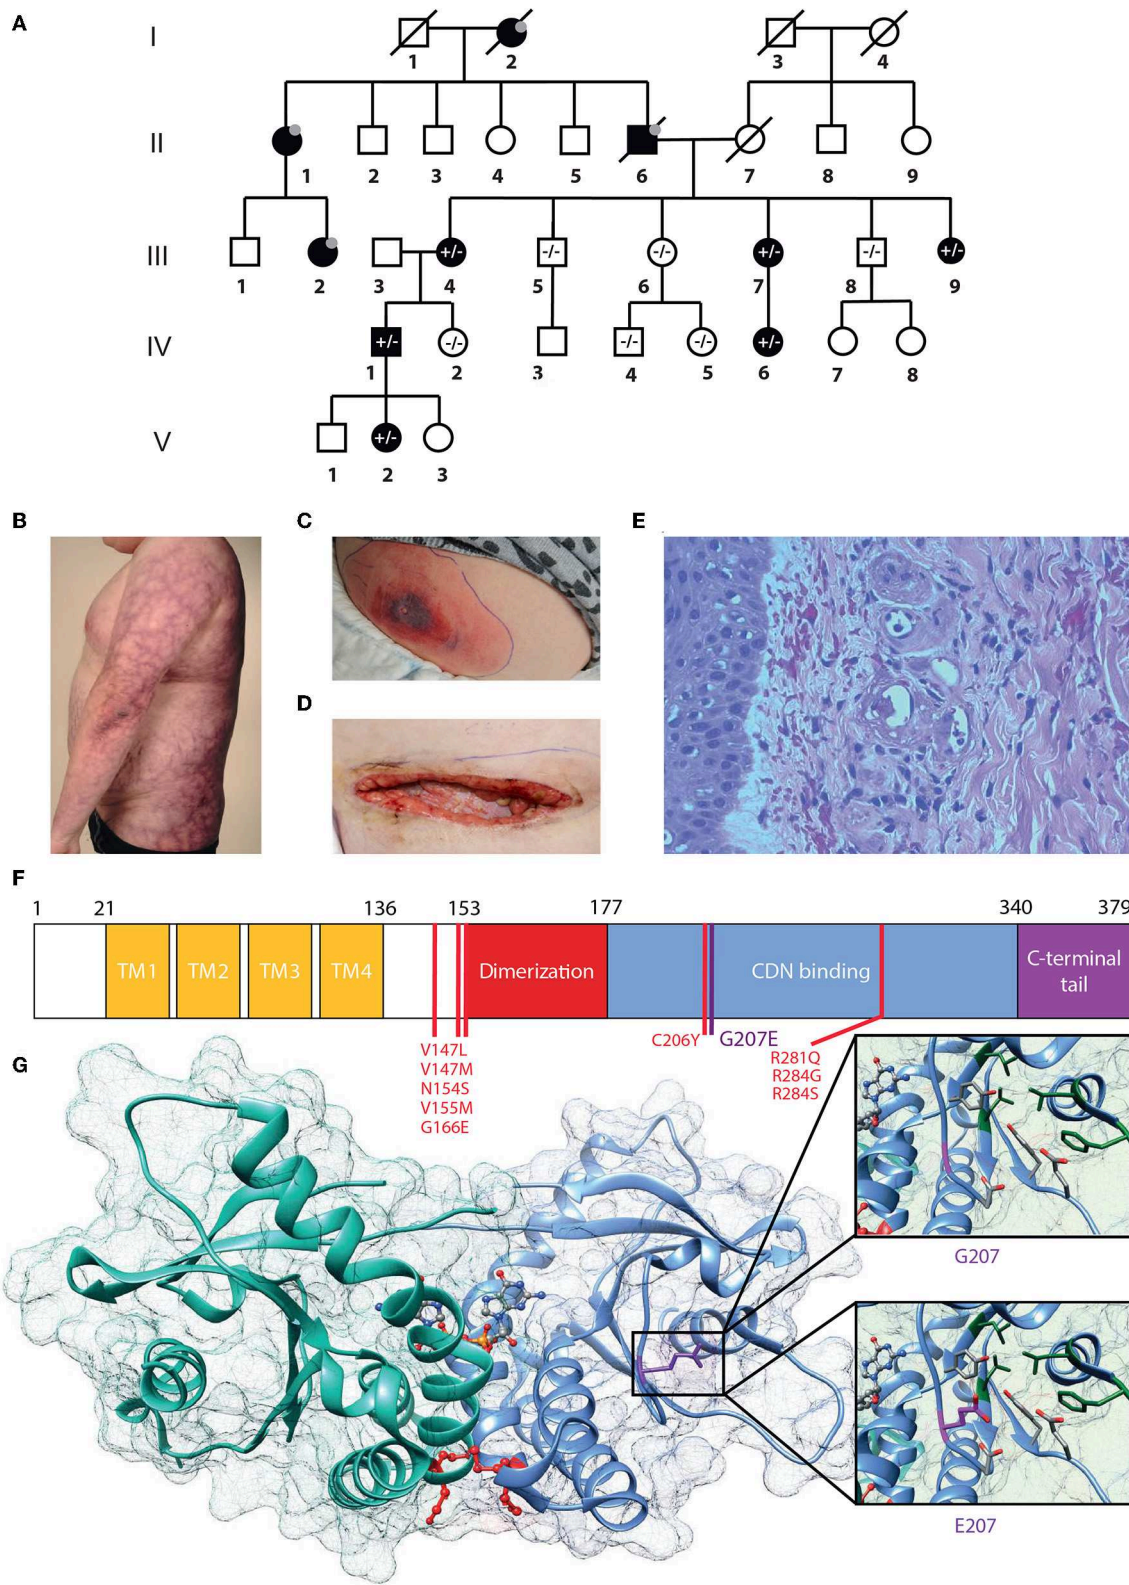 A
I
1 2 3 4
II
1 2 3 4 5 6 7 8 9
+/- -/- -/- +/- -/- +/-
III
1 2 3 4 5 6 7 8 9
+/- -/- -/- -/- +/-
IV
1 2 3 4 5 6 7 8
+/-
V
1 2 3
B C E
D
F
1 21 136 153 177 340 379
TM1 TM2 TM3 TM4 Dimerization CDN binding C-terminal
tail
C206Y G207E
V147L
V147M
N154S
V155M
G166E
R281Q
R284G
R284S
G
G207
E207